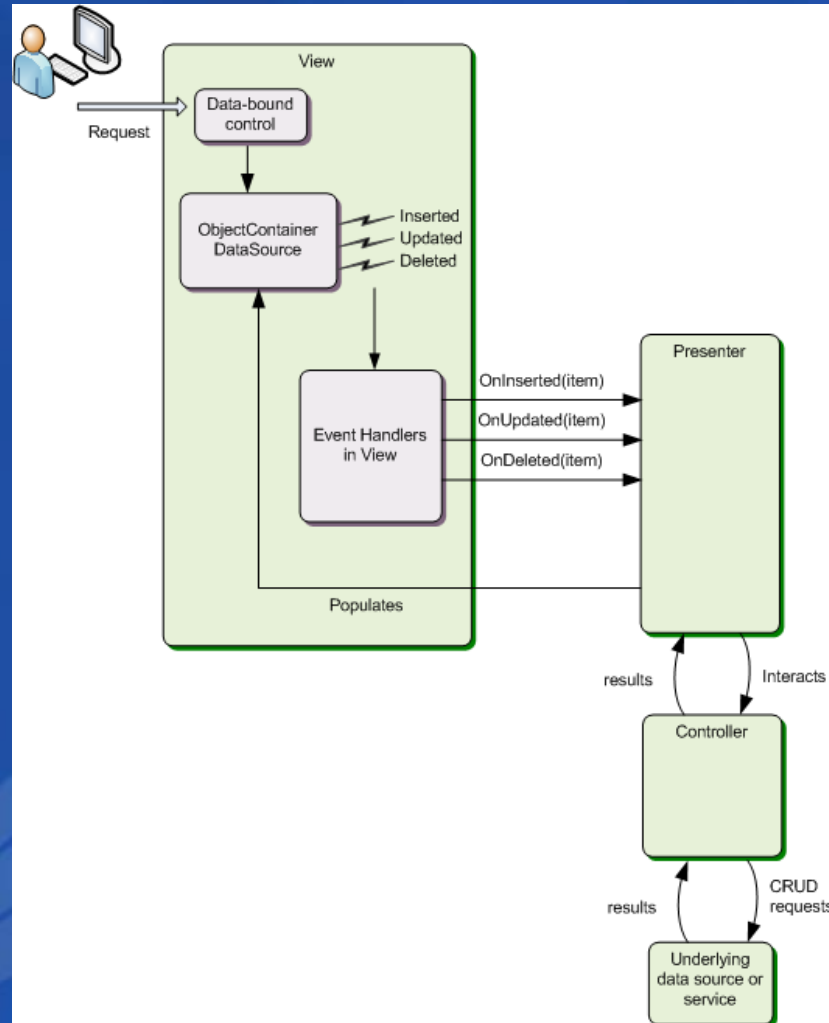 View
Data-bound
control
Request
ObjectContainer
DataSource
Inserted
Updated
Deleted
Presenter
OnInserted(item)
OnUpdated(item)
OnDeleted(item)
Event Handlers
in View
Populates
results
Interacts
Controller
results
CRUD
requests
Underlying
data source or
service